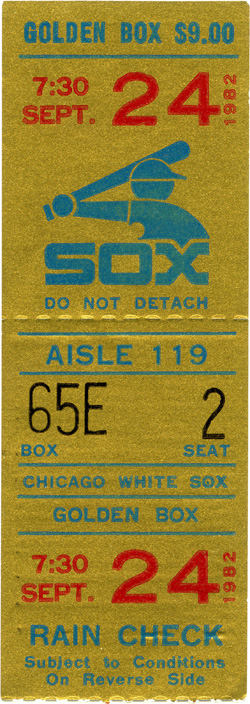 GOLDEN BOX $9.00
7:30 SEPT. 24 1982
SOX
DO NOT DETACH
AISLE 119
65E 2
BOX SEAT
CHICAGO WHITE SOX
GOLDEN BOX
7:30 SEPT. 24 1982
RAIN CHECK
Subject to Conditions
On Reverse Side